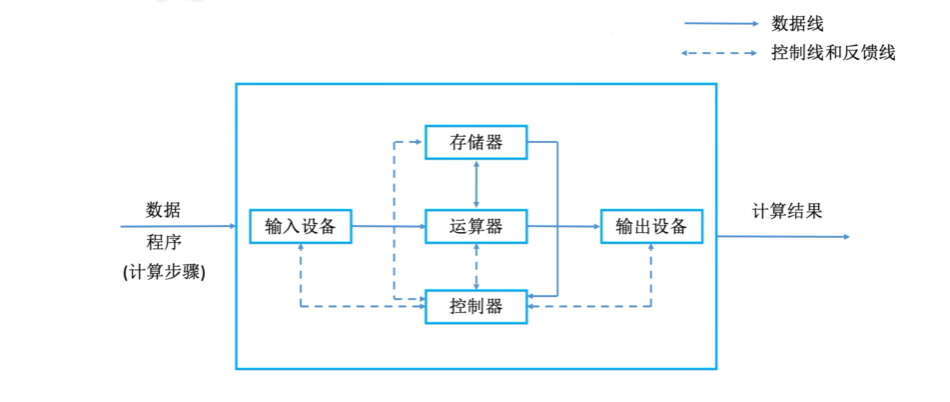 数据线
控制线和反馈线
存储器
数据
程序
(计算步骤)
输入设备
运算器
输出设备
计算结果
控制器